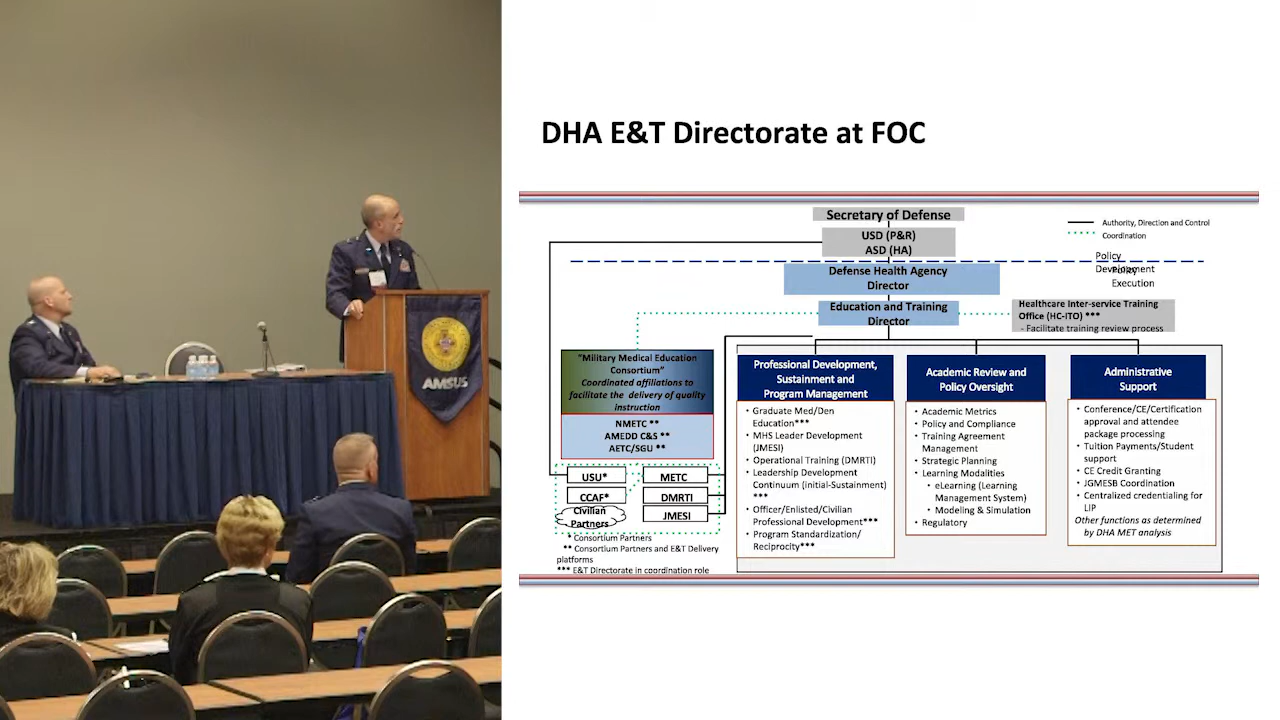 DHA E&T Directorate at FOC
Secretary of Defense
USD (P&R)
ASD (HA)
Authority, Direction and Control
Coordination
Policy
Development
Policy
Execution
Defense Health Agency
Director
Education and Training
Director
Healthcare Inter-service Training
Office (HC-ITO) ***
- Facilitate training review process
"Military Medical Education
Consortium"
Coordinated affiliations to
facilitate the delivery of quality
instruction
NMETC **
AMEDD C&S **
AETC/SGU **
USU*
CCAF*
Civilian
Partners
METC
DMRTI
JMESI
* Consortium Partners
** Consortium Partners and E&T Delivery
platforms
*** E&T Directorate in coordination role
Professional Development,
Sustainment and
Program Management
• Graduate Med/Den
Education***
• MHS Leader Development
(JMESI)
• Operational Training (DMRTI)
• Leadership Development
Continuum (initial-Sustainment)
***
• Officer/Enlisted/Civilian
Professional Development***
• Program Standardization/
Reciprocity***
Academic Review and
Policy Oversight
• Academic Metrics
• Policy and Compliance
• Training Agreement
Management
• Strategic Planning
• Learning Modalities
• eLearning (Learning
Management System)
• Modeling & Simulation
• Regulatory
Administrative
Support
• Conference/CE/Certification
approval and attendee
package processing
• Tuition Payments/Student
support
• CE Credit Granting
• JGMESB Coordination
• Centralized credentialing for
LIP
Other functions as determined
by DHA MET analysis
AMSUS